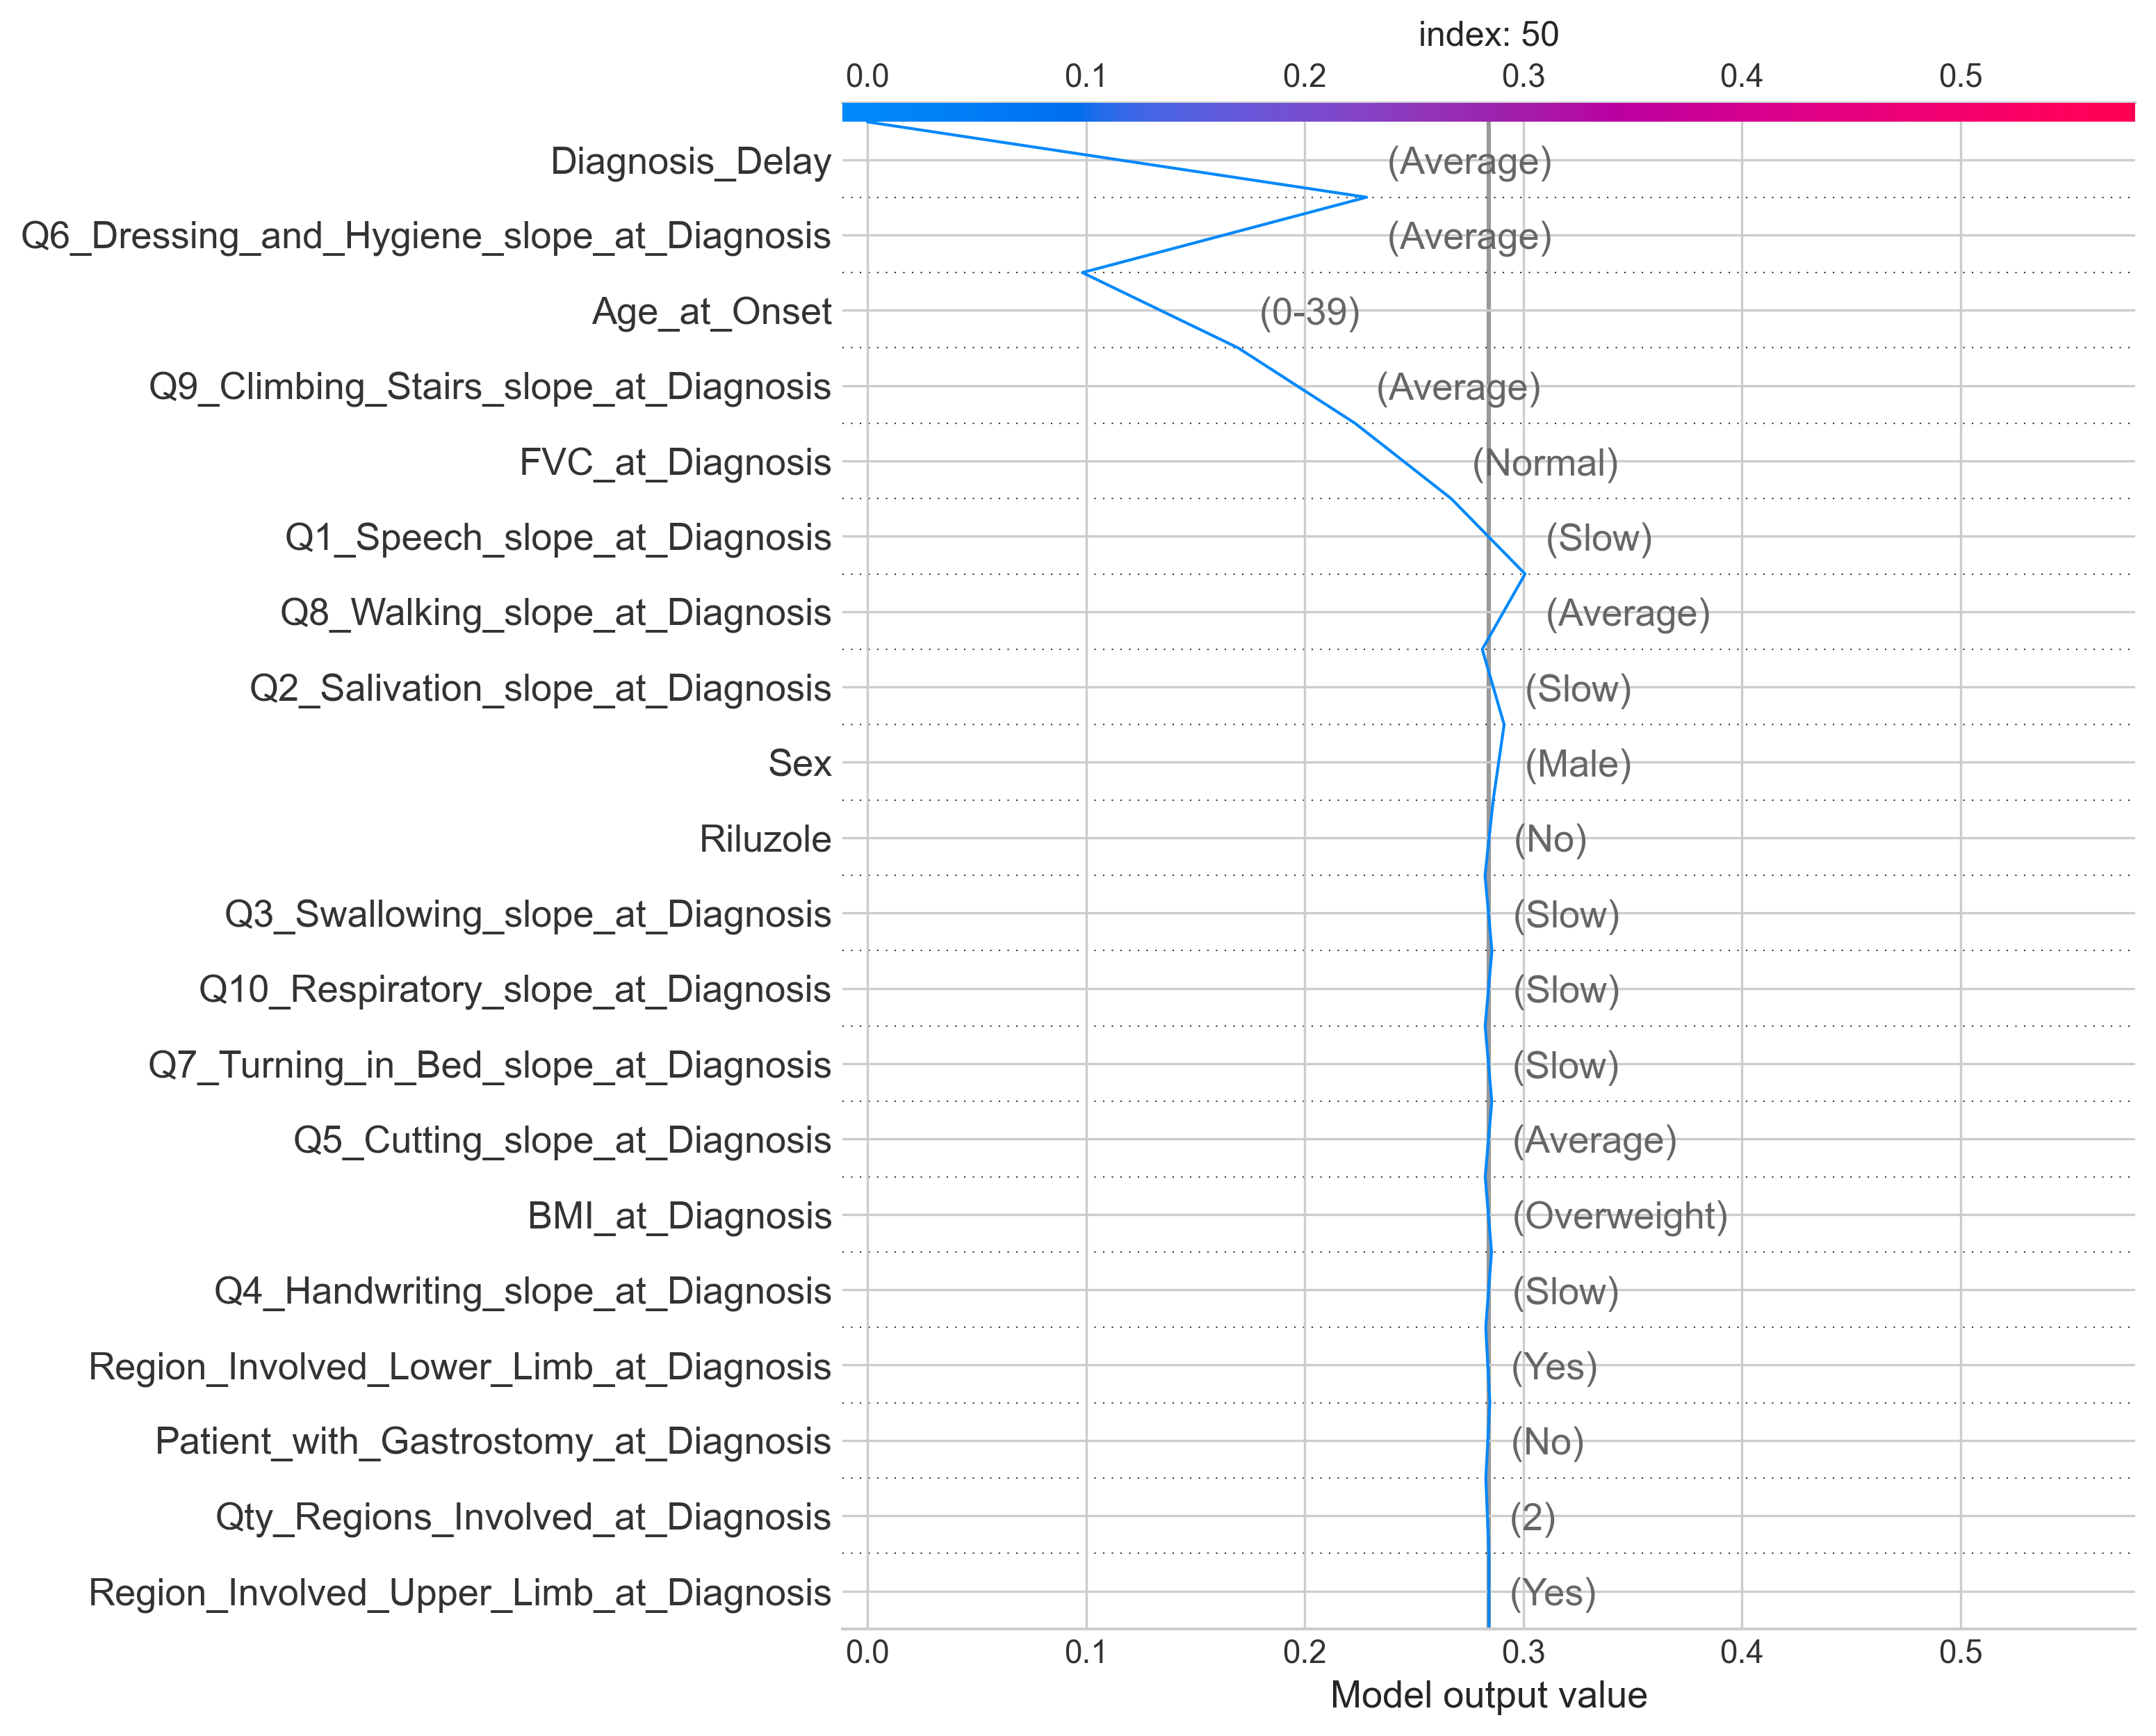 index: 50
0.0 0.1 0.2 0.3 0.4 0.5
Diagnosis_Delay (Average)
Q6_Dressing_and_Hygiene_slope_at_Diagnosis (Average)
Age_at_Onset (0-39)
Q9_Climbing_Stairs_slope_at_Diagnosis (Average)
FVC_at_Diagnosis (Normal)
Q1_Speech_slope_at_Diagnosis (Slow)
Q8_Walking_slope_at_Diagnosis (Average)
Q2_Salivation_slope_at_Diagnosis (Slow)
Sex (Male)
Riluzole (No)
Q3_Swallowing_slope_at_Diagnosis (Slow)
Q10_Respiratory_slope_at_Diagnosis (Slow)
Q7_Turning_in_Bed_slope_at_Diagnosis (Slow)
Q5_Cutting_slope_at_Diagnosis (Average)
BMI_at_Diagnosis (Overweight)
Q4_Handwriting_slope_at_Diagnosis (Slow)
Region_Involved_Lower_Limb_at_Diagnosis (Yes)
Patient_with_Gastrostomy_at_Diagnosis (No)
Qty_Regions_Involved_at_Diagnosis (2)
Region_Involved_Upper_Limb_at_Diagnosis (Yes)
0.0 0.1 0.2 0.3 0.4 0.5
Model output value